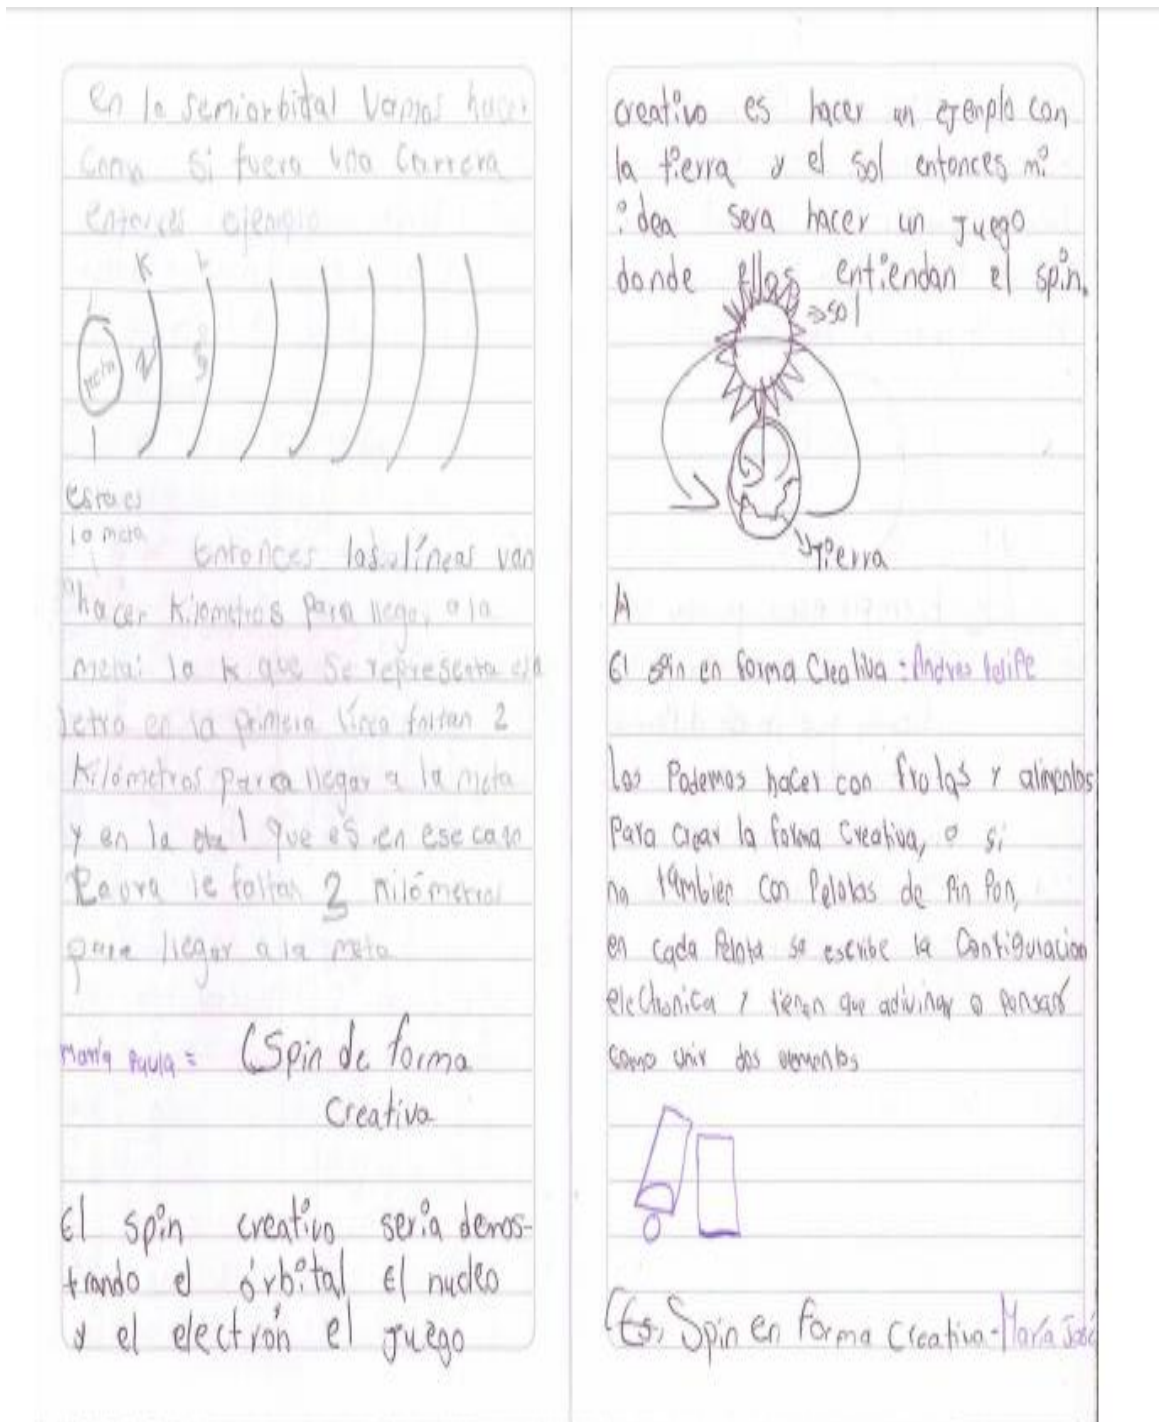 en la semiorbital vamos hacer
como si fuera una carrera
entonces ejemplo
K L
meta
esta es
la meta
Entonces las líneas van
hacer kilometros para llegar a la
meta: la k que se representa esa
letra en la primera línea faltan 2
kilómetros para llegar a la meta
y en la l que es en ese caso
Laura le faltan 3 kilómetros
para llegar a la meta
María Paula = Spin de forma
Creativa
El spin creativo seria demos-
trando el órbital El nucleo
y el electrón el juego
creativo es hacer un ejemplo con
la tierra y el sol entonces mi
idea sera hacer un juego
donde ellos entiendan el spin.
sol
tierra
El spin en forma Creativa: Andres Felipe
Los Podemos hacer con frutas y alimentos
Para crear la forma Creativa, o si
no tambien con Pelotas de Pin Pon,
en cada Pelota se escribe la Configuracion
electronica y tienen que adivinar o pensar
como unir dos elementos
Es, Spin en forma Creativa - María José